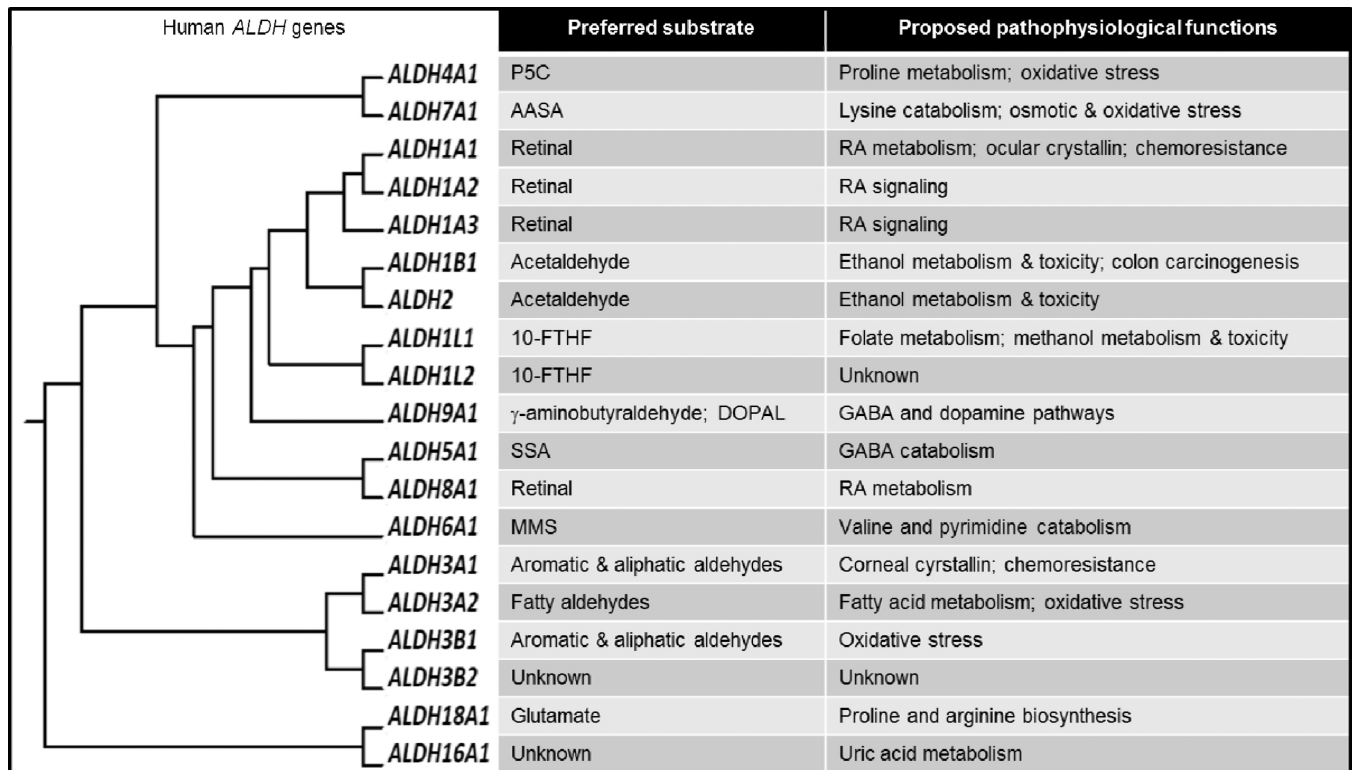 Human ALDH genes Preferred substrate Proposed pathophysiological functions
ALDH4A1 P5C Proline metabolism; oxidative stress
ALDH7A1 AASA Lysine catabolism; osmotic & oxidative stress
ALDH1A1 Retinal RA metabolism; ocular crystallin; chemoresistance
ALDH1A2 Retinal RA signaling
ALDH1A3 Retinal RA signaling
ALDH1B1 Acetaldehyde Ethanol metabolism & toxicity; colon carcinogenesis
ALDH2 Acetaldehyde Ethanol metabolism & toxicity
ALDH1L1 10-FTHF Folate metabolism; methanol metabolism & toxicity
ALDH1L2 10-FTHF Unknown
ALDH9A1 γ-aminobutyraldehyde; DOPAL GABA and dopamine pathways
ALDH5A1 SSA GABA catabolism
ALDH8A1 Retinal RA metabolism
ALDH6A1 MMS Valine and pyrimidine catabolism
ALDH3A1 Aromatic & aliphatic aldehydes Corneal cyrstallin; chemoresistance
ALDH3A2 Fatty aldehydes Fatty acid metabolism; oxidative stress
ALDH3B1 Aromatic & aliphatic aldehydes Oxidative stress
ALDH3B2 Unknown Unknown
ALDH18A1 Glutamate Proline and arginine biosynthesis
ALDH16A1 Unknown Uric acid metabolism